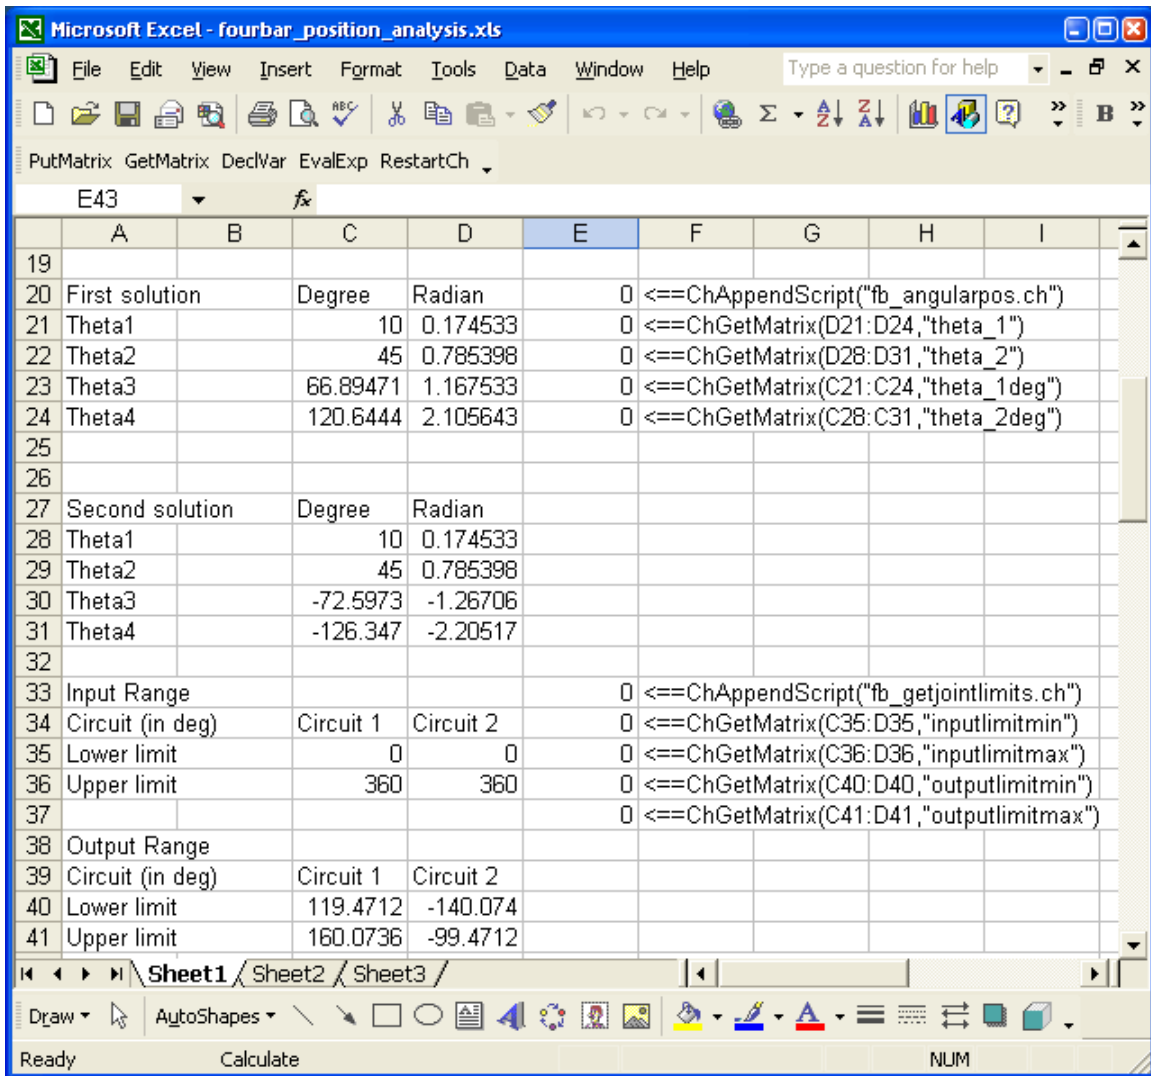 Microsoft Excel - fourbar_position_analysis.xls
File Edit View Insert Format Tools Data Window Help Type a question for help
ABC Σ A Z Z A ? » B »
PutMatrix GetMatrix DeclVar EvalExp RestartCh
E43 fx
A B C D E F G H I
19
20 First solution Degree Radian 0 <==ChAppendScript("fb_angularpos.ch")
21 Theta1 10 0.174533 0 <==ChGetMatrix(D21:D24,"theta_1")
22 Theta2 45 0.785398 0 <==ChGetMatrix(D28:D31,"theta_2")
23 Theta3 66.89471 1.167533 0 <==ChGetMatrix(C21:C24,"theta_1deg")
24 Theta4 120.6444 2.105643 0 <==ChGetMatrix(C28:C31,"theta_2deg")
25
26
27 Second solution Degree Radian
28 Theta1 10 0.174533
29 Theta2 45 0.785398
30 Theta3 -72.5973 -1.26706
31 Theta4 -126.347 -2.20517
32
33 Input Range 0 <==ChAppendScript("fb_getjointlimits.ch")
34 Circuit (in deg) Circuit 1 Circuit 2 0 <==ChGetMatrix(C35:D35,"inputlimitmin")
35 Lower limit 0 0 0 <==ChGetMatrix(C36:D36,"inputlimitmax")
36 Upper limit 360 360 0 <==ChGetMatrix(C40:D40,"outputlimitmin")
37 0 <==ChGetMatrix(C41:D41,"outputlimitmax")
38 Output Range
39 Circuit (in deg) Circuit 1 Circuit 2
40 Lower limit 119.4712 -140.074
41 Upper limit 160.0736 -99.4712
Sheet1 Sheet2 Sheet3
Draw AutoShapes A A
Ready Calculate NUM